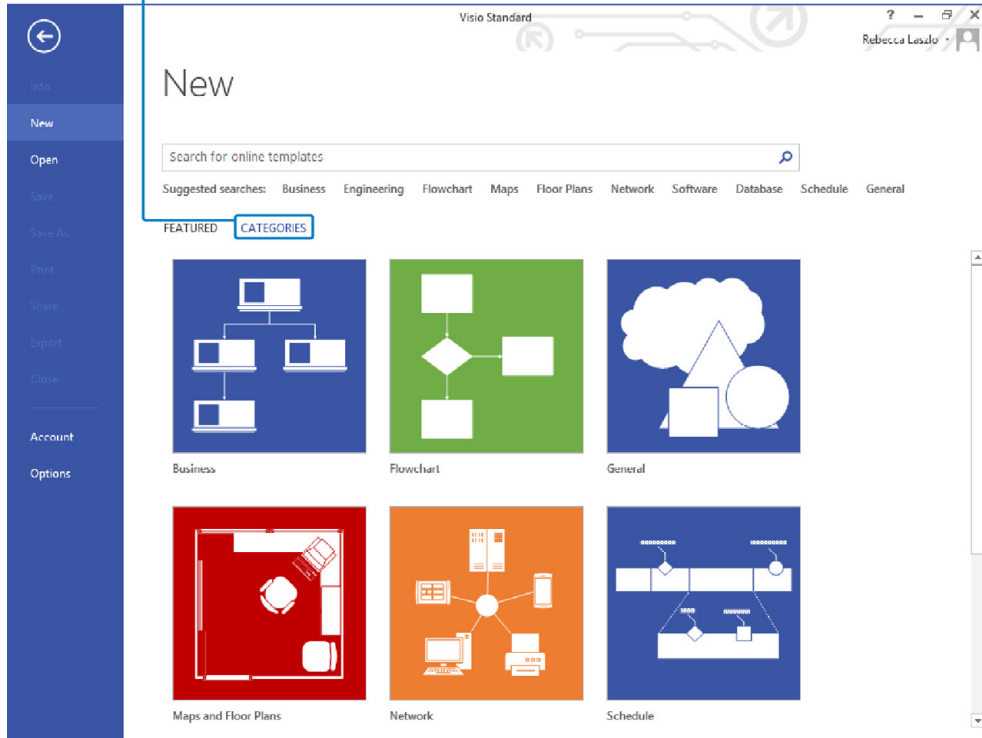 Visio Standard
? – X
Rebecca Laszlo
Info
New
New
Open
Search for online templates
Save
Suggested searches: Business Engineering Flowchart Maps Floor Plans Network Software Database Schedule General
Save As
FEATURED CATEGORIES
Print
Share
Export
Close
Account
Options
Business Flowchart General
Maps and Floor Plans Network Schedule